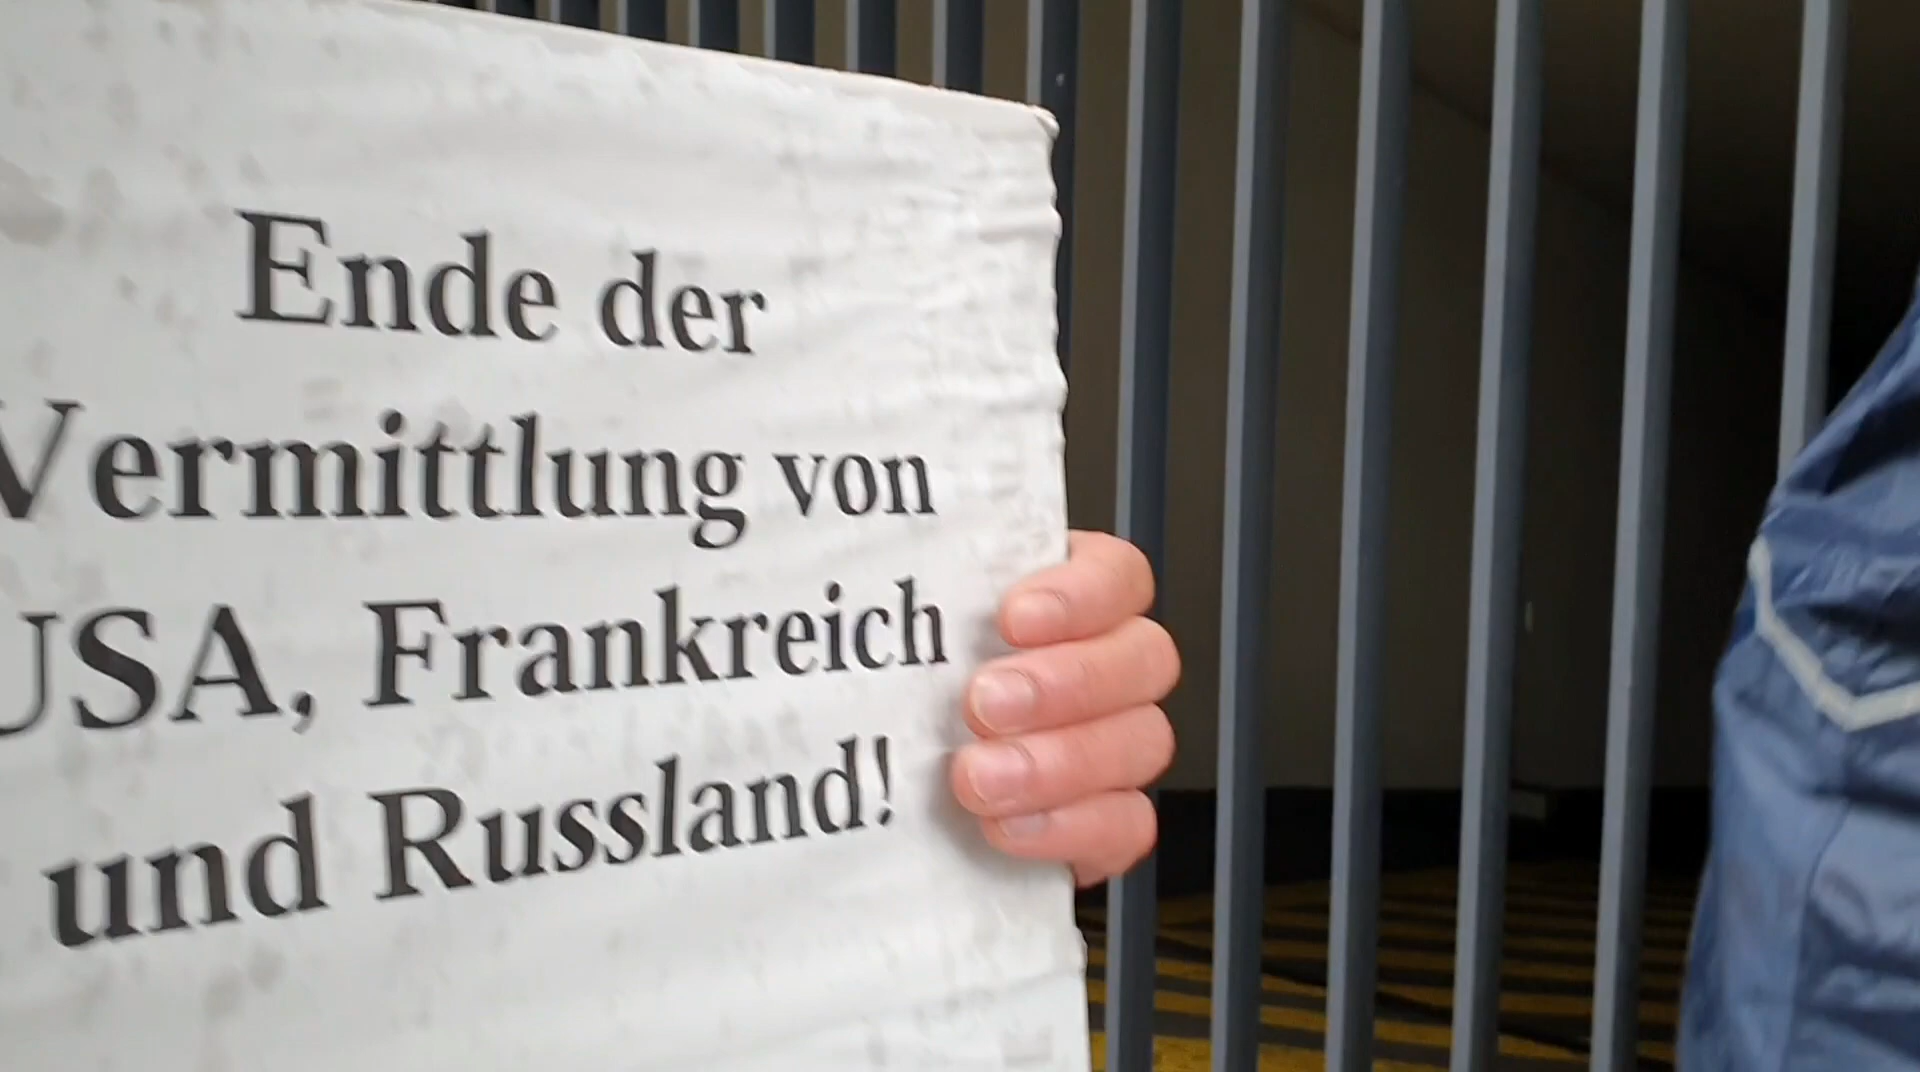 Ende der
Vermittlung von
USA, Frankreich
und Russland!